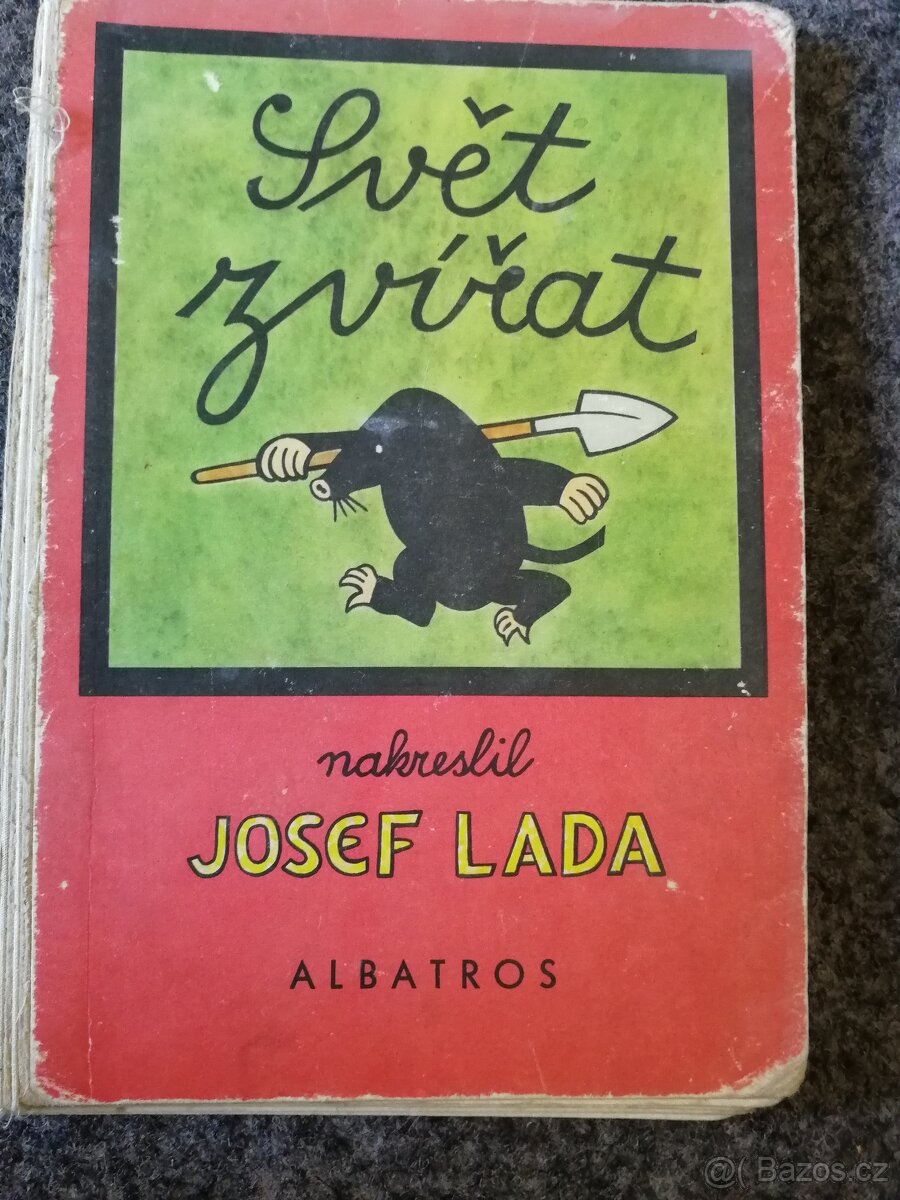 Svět
zvířat
nakreslil
JOSEF LADA
ALBATROS
@( Bazos.cz